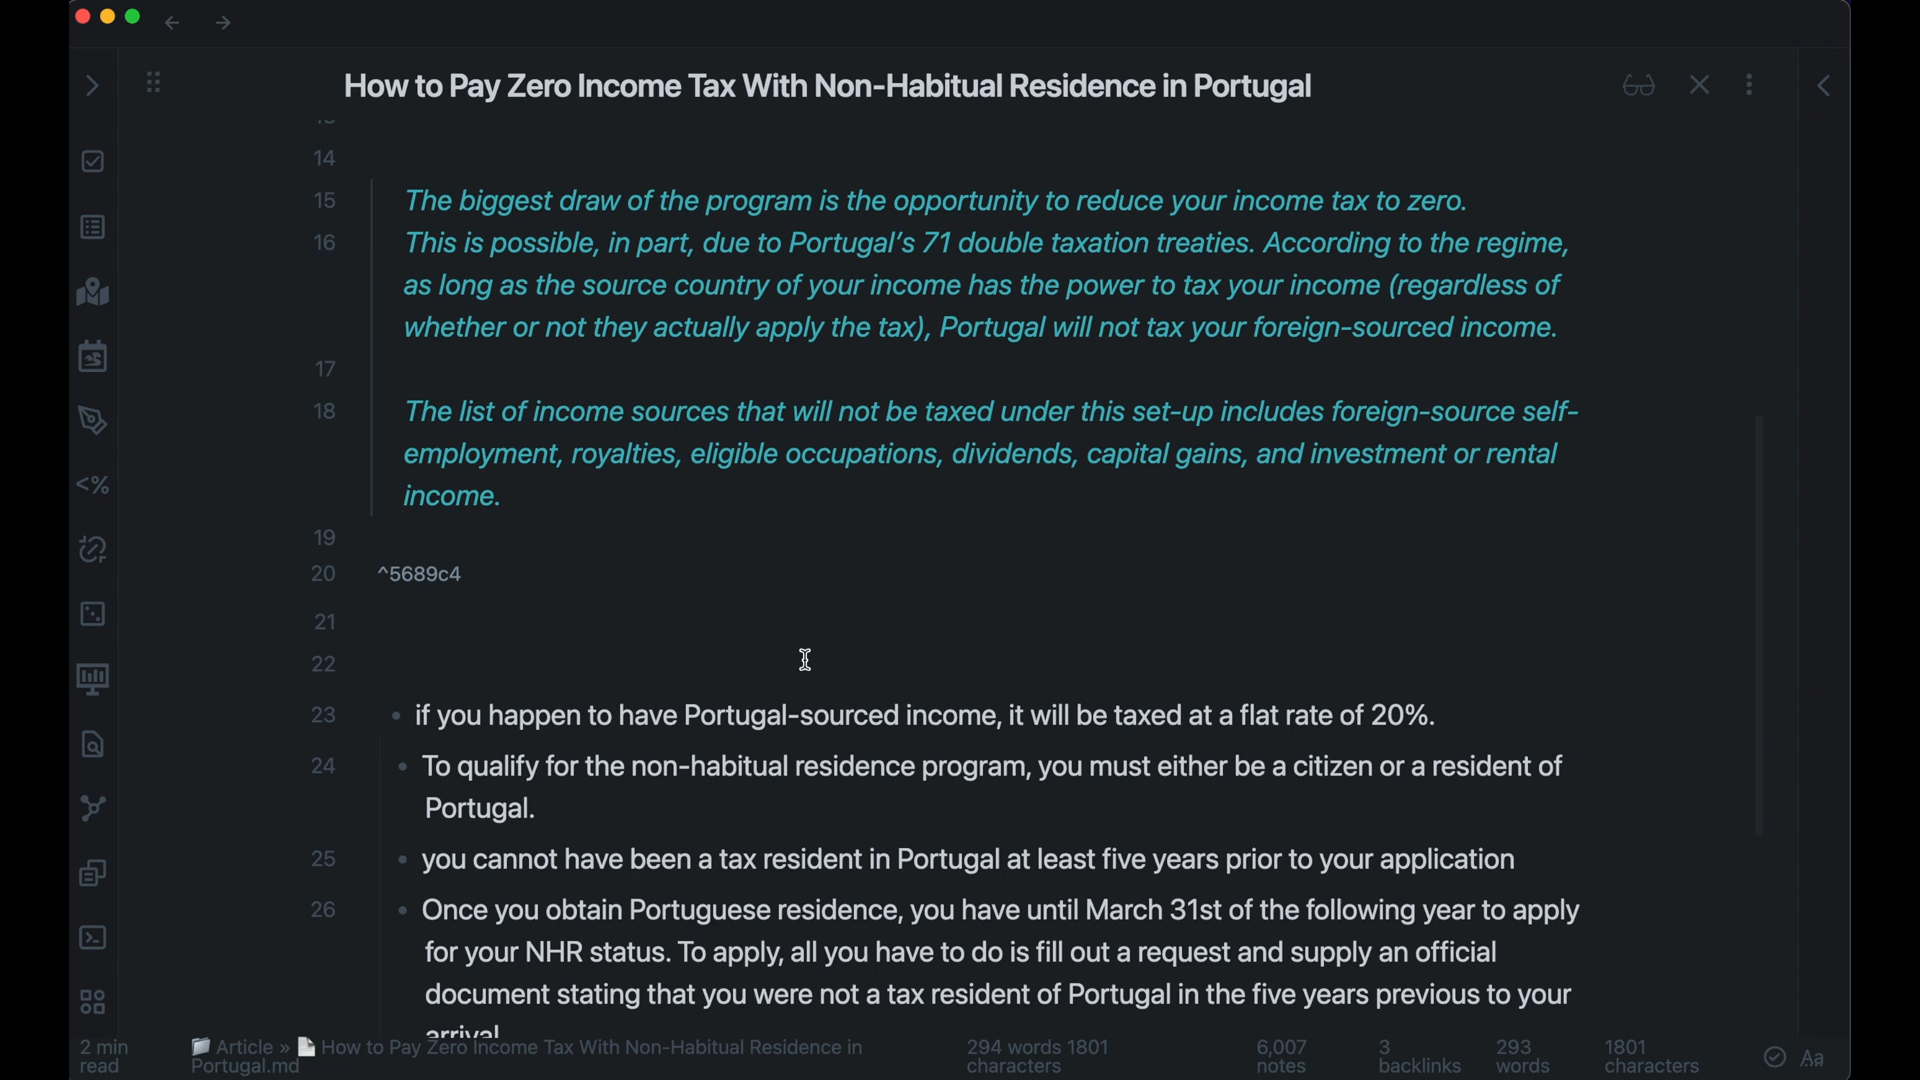 How to Pay Zero Income Tax With Non-Habitual Residence in Portugal
14
15 The biggest draw of the program is the opportunity to reduce your income tax to zero.
16 This is possible, in part, due to Portugal's 71 double taxation treaties. According to the regime,
as long as the source country of your income has the power to tax your income (regardless of
whether or not they actually apply the tax), Portugal will not tax your foreign-sourced income.
17
18 The list of income sources that will not be taxed under this set-up includes foreign-source self-
employment, royalties, eligible occupations, dividends, capital gains, and investment or rental
income.
19
20 ^5689c4
21
22
23 • if you happen to have Portugal-sourced income, it will be taxed at a flat rate of 20%.
24 • To qualify for the non-habitual residence program, you must either be a citizen or a resident of
Portugal.
25 • you cannot have been a tax resident in Portugal at least five years prior to your application
26 • Once you obtain Portuguese residence, you have until March 31st of the following year to apply
for your NHR status. To apply, all you have to do is fill out a request and supply an official
document stating that you were not a tax resident of Portugal in the five years previous to your
arrival
<%
2 min
read
Article » How to Pay Zero Income Tax With Non-Habitual Residence in
Portugal.md
294 words 1801
characters
6,007
notes
3
backlinks
293
words
1801
characters
Aa